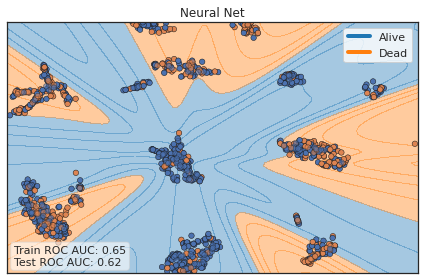 Neural Net
Alive
Dead
Train ROC AUC: 0.65
Test ROC AUC: 0.62